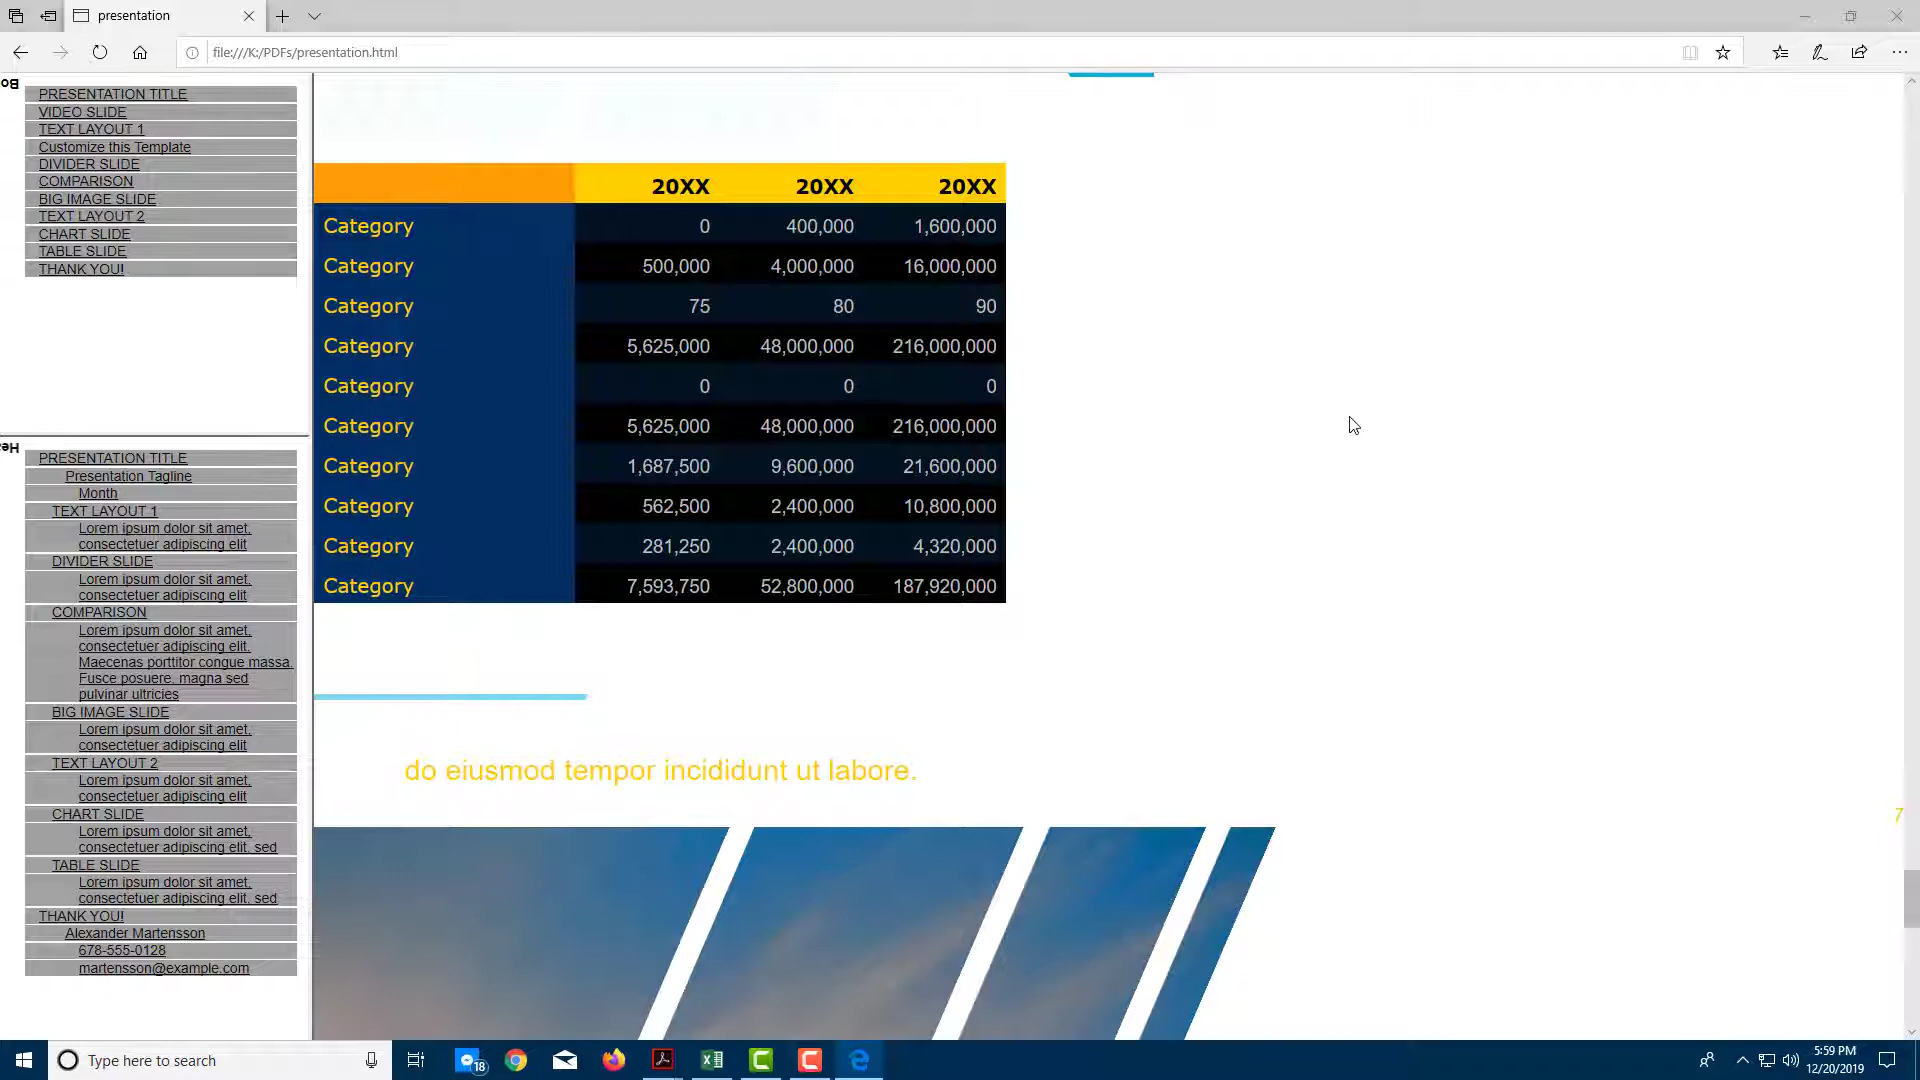 presentation
file:///K:/PDFs/presentation.html
Bo
PRESENTATION TITLE
VIDEO SLIDE
TEXT LAYOUT 1
Customize this Template
DIVIDER SLIDE
COMPARISON
BIG IMAGE SLIDE
TEXT LAYOUT 2
CHART SLIDE
TABLE SLIDE
THANK YOU!
Hea
PRESENTATION TITLE
Presentation Tagline
Month
TEXT LAYOUT 1
Lorem ipsum dolor sit amet,
consectetuer adipiscing elit
DIVIDER SLIDE
Lorem ipsum dolor sit amet,
consectetuer adipiscing elit
COMPARISON
Lorem ipsum dolor sit amet,
consectetuer adipiscing elit.
Maecenas porttitor congue massa.
Fusce posuere, magna sed
pulvinar ultricies
BIG IMAGE SLIDE
Lorem ipsum dolor sit amet,
consectetuer adipiscing elit
TEXT LAYOUT 2
Lorem ipsum dolor sit amet,
consectetuer adipiscing elit
CHART SLIDE
Lorem ipsum dolor sit amet,
consectetuer adipiscing elit, sed
TABLE SLIDE
Lorem ipsum dolor sit amet,
consectetuer adipiscing elit, sed
THANK YOU!
Alexander Martensson
678-555-0128
martensson@example.com
20XX 20XX 20XX
Category 0 400,000 1,600,000
Category 500,000 4,000,000 16,000,000
Category 75 80 90
Category 5,625,000 48,000,000 216,000,000
Category 0 0 0
Category 5,625,000 48,000,000 216,000,000
Category 1,687,500 9,600,000 21,600,000
Category 562,500 2,400,000 10,800,000
Category 281,250 2,400,000 4,320,000
Category 7,593,750 52,800,000 187,920,000
do eiusmod tempor incididunt ut labore.
7
Type here to search
18
5:59 PM
12/20/2019